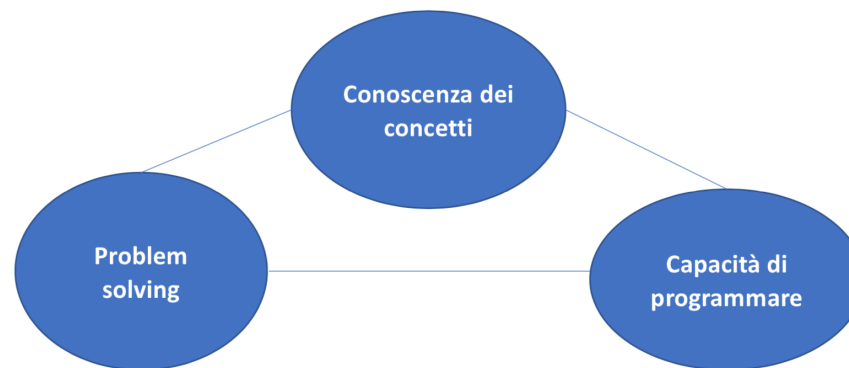 Conoscenza dei
concetti
Problem
solving
Capacità di
programmare